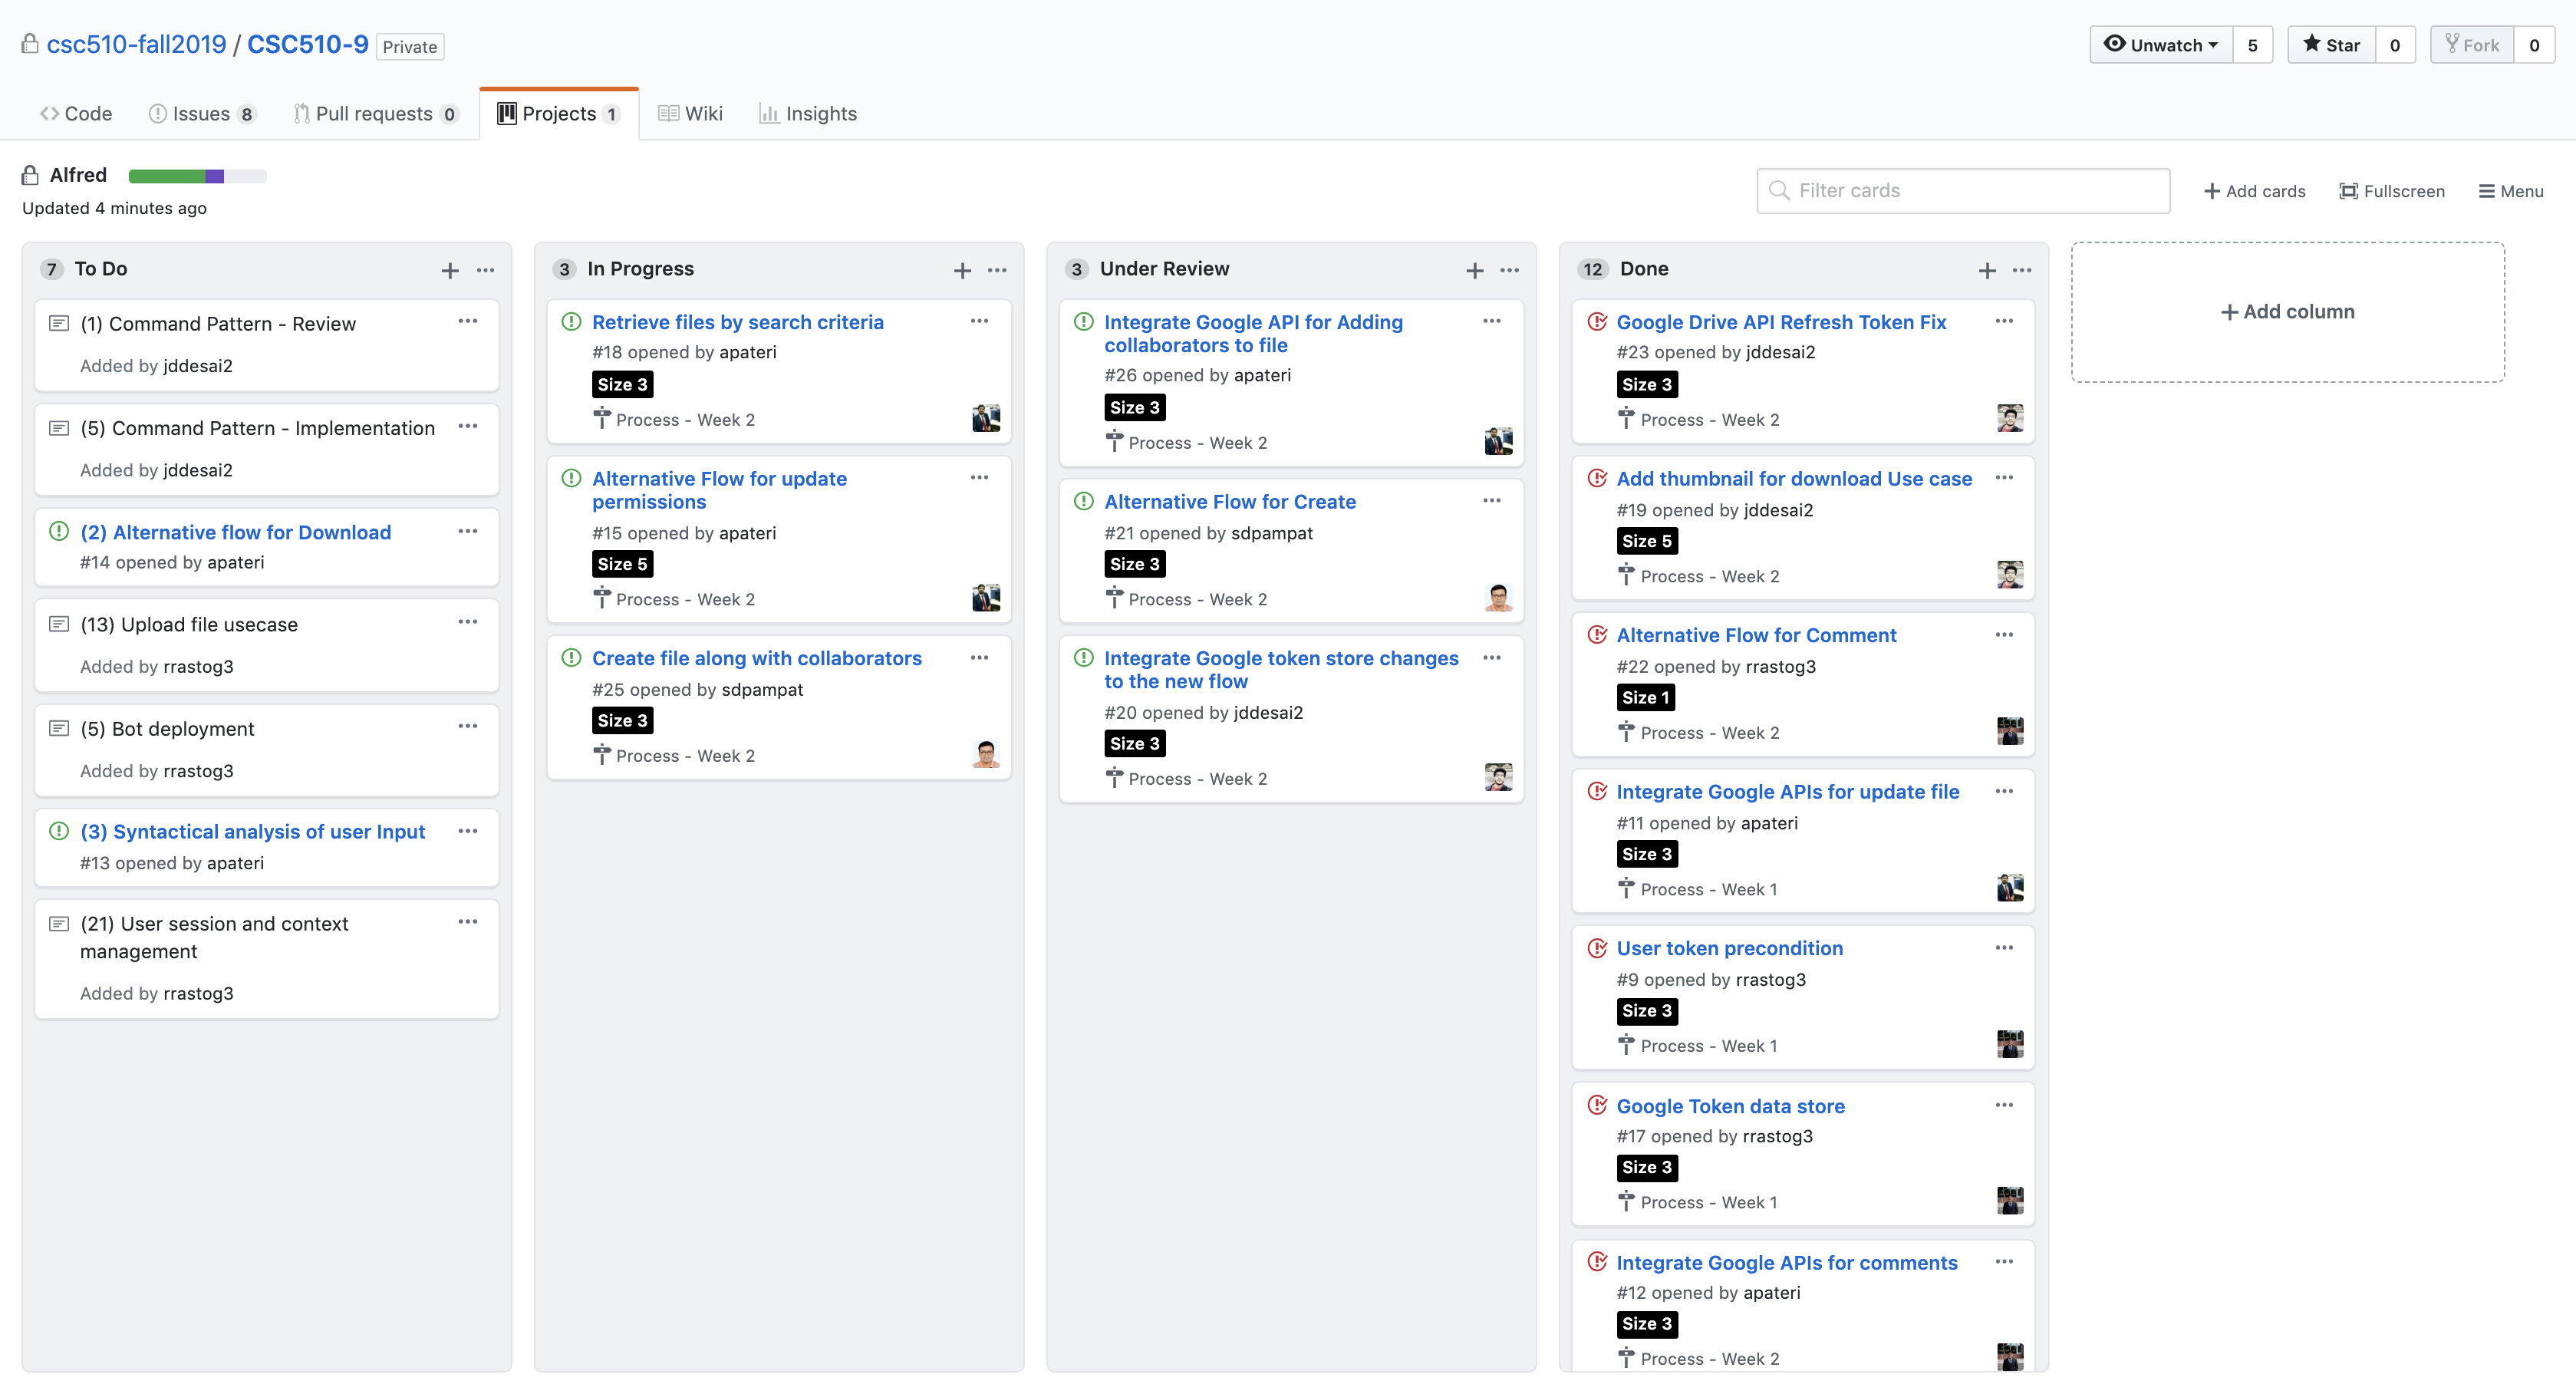 csc510-fall2019 / CSC510-9 Private
Unwatch 5 Star 0 Fork 0
Code Issues 8 Pull requests 0 Projects 1 Wiki Insights
Alfred
Updated 4 minutes ago
Filter cards
Add cards Fullscreen Menu
7 To Do
(1) Command Pattern - Review
Added by jddesai2
(5) Command Pattern - Implementation
Added by jddesai2
(2) Alternative flow for Download
#14 opened by apateri
(13) Upload file usecase
Added by rrastog3
(5) Bot deployment
Added by rrastog3
(3) Syntactical analysis of user Input
#13 opened by apateri
(21) User session and context
management
Added by rrastog3
3 In Progress
Retrieve files by search criteria
#18 opened by apateri
Size 3
Process - Week 2
Alternative Flow for update
permissions
#15 opened by apateri
Size 5
Process - Week 2
Create file along with collaborators
#25 opened by sdpampat
Size 3
Process - Week 2
3 Under Review
Integrate Google API for Adding
collaborators to file
#26 opened by apateri
Size 3
Process - Week 2
Alternative Flow for Create
#21 opened by sdpampat
Size 3
Process - Week 2
Integrate Google token store changes
to the new flow
#20 opened by jddesai2
Size 3
Process - Week 2
12 Done
Google Drive API Refresh Token Fix
#23 opened by jddesai2
Size 3
Process - Week 2
Add thumbnail for download Use case
#19 opened by jddesai2
Size 5
Process - Week 2
Alternative Flow for Comment
#22 opened by rrastog3
Size 1
Process - Week 2
Integrate Google APIs for update file
#11 opened by apateri
Size 3
Process - Week 1
User token precondition
#9 opened by rrastog3
Size 3
Process - Week 1
Google Token data store
#17 opened by rrastog3
Size 3
Process - Week 1
Integrate Google APIs for comments
#12 opened by apateri
Size 3
Process - Week 2
Add column